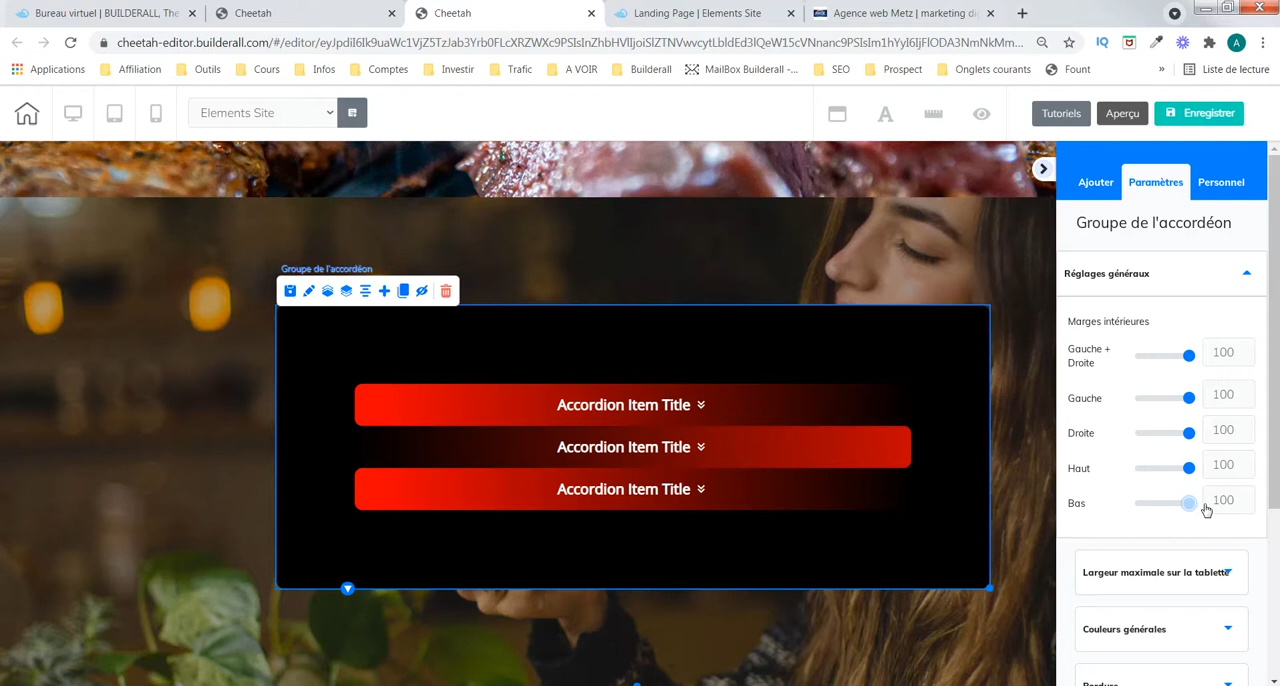 Bureau virtuel | BUILDERALL, The
Cheetah
Cheetah
Landing Page | Elements Site
Agence web Metz | marketing di
A
cheetah-editor.builderall.com/#/editor/
Applications
Affiliation
Outils
Cours
Infos
Comptes
Investir
Trafic
A VOIR
Builderall
MailBox Builderall -...
SEO
Prospect
Onglets courants
Fount
»
Liste de lecture
Elements Site
Tutoriels
Aperçu
Enregistrer
Ajouter
Paramètres
Personnel
Groupe de l'accordéon
Réglages généraux
Marges intérieures
Gauche +
Droite
100
Gauche
100
Droite
100
Haut
100
Bas
100
Largeur maximale sur la tablette
Couleurs générales
Bordure
Groupe de l'accordéon
Accordion Item Title
Accordion Item Title
Accordion Item Title